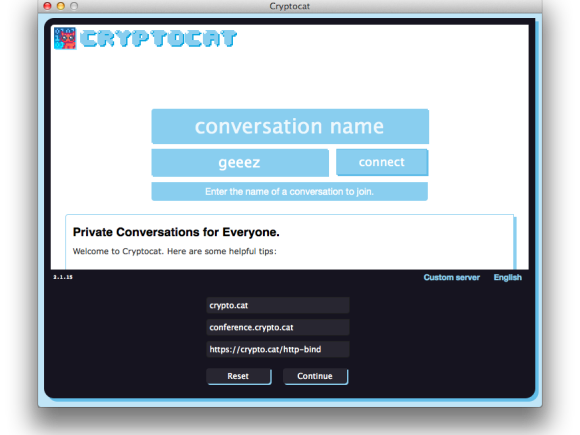 Cryptocat
CRYPTOCAT
conversation name
geeez
connect
Enter the name of a conversation to join.
Private Conversations for Everyone.
Welcome to Cryptocat. Here are some helpful tips:
2.1.15
Custom server English
crypto.cat
conference.crypto.cat
https://crypto.cat/http-bind
Reset Continue